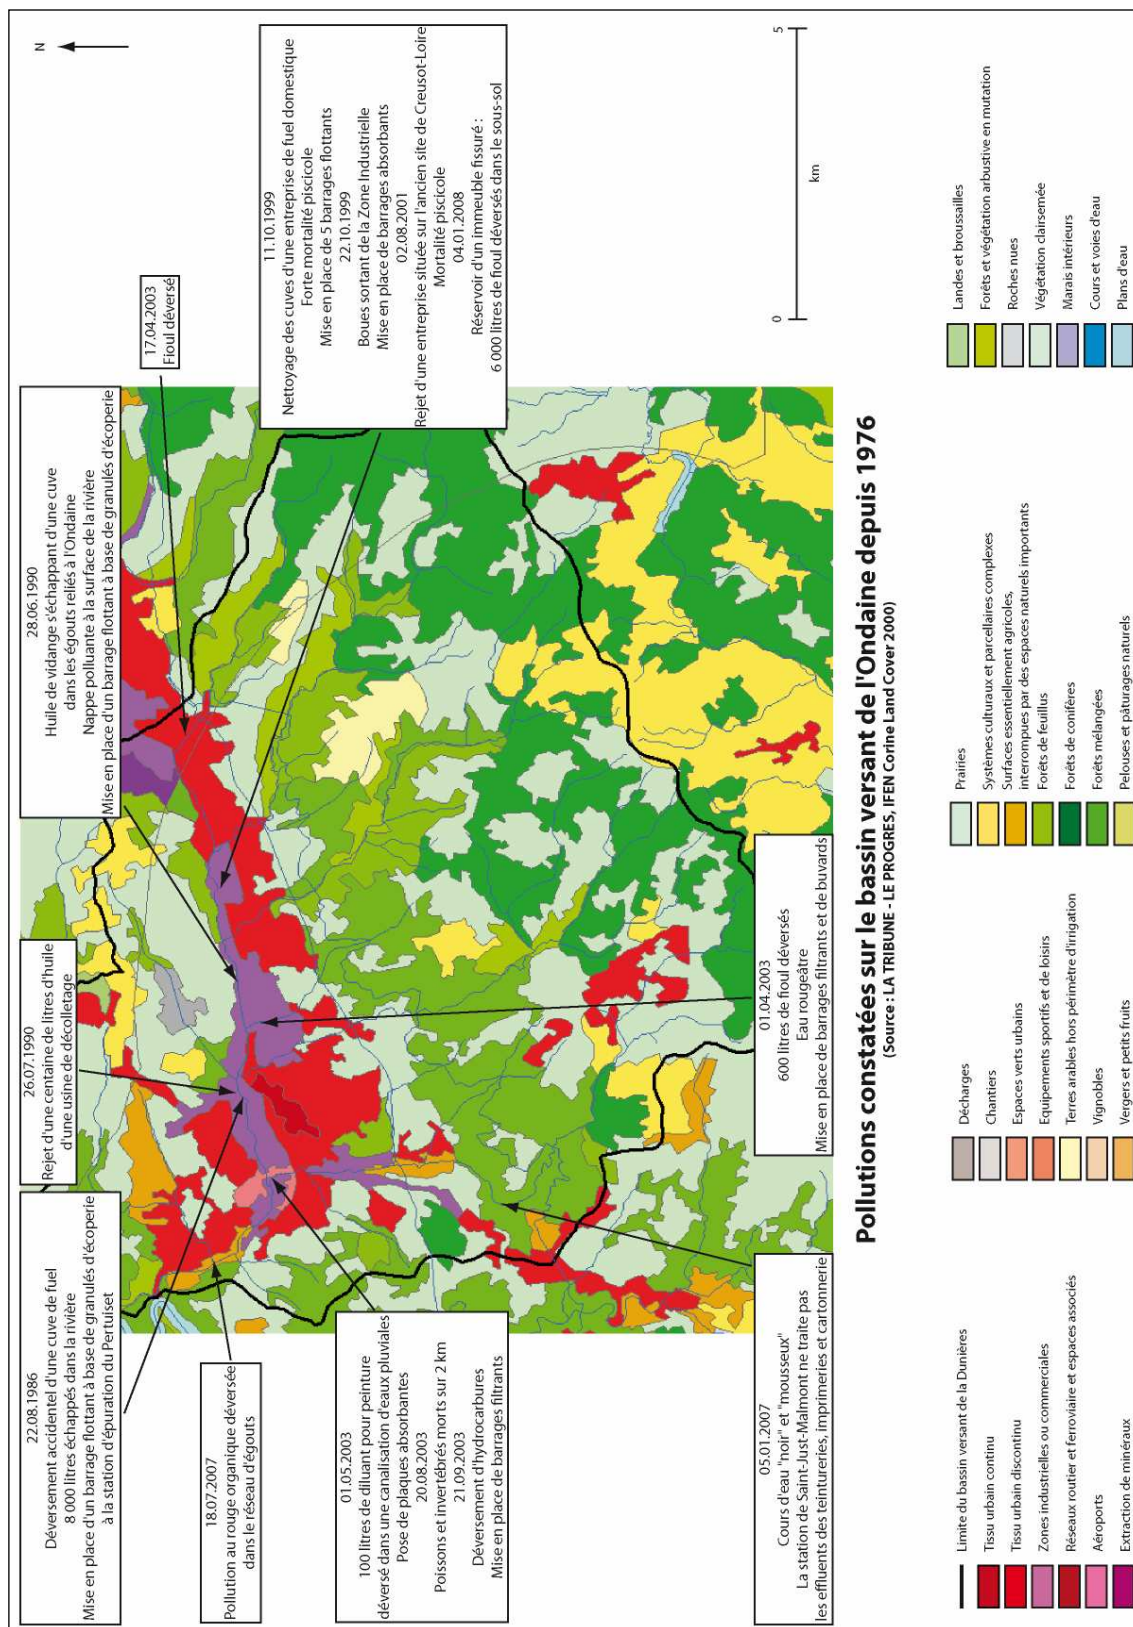 N
22.08.1986
Déversement accidentel d'une cuve de fuel
8 000 litres échappés dans la rivière
Mise en place d'un barrage flottant à base de granulés d'écoperie
à la station d'épuration du Pertuiset
26.07.1990
Rejet d'une centaine de litres d'huile
d'une usine de décolletage
28.06.1990
Huile de vidange s'échappant d'une cuve
dans les égouts reliés à l'Ondaine
Nappe polluante à la surface de la rivière
Mise en place d'un barrage flottant à base de granulés d'écoperie
17.04.2003
Fioul déversé
18.07.2007
Pollution au rouge organique déversée
dans le réseau d'égouts
11.10.1999
Nettoyage des cuves d'une entreprise de fuel domestique
Forte mortalité piscicole
Mise en place de 5 barrages flottants
22.10.1999
Boues sortant de la Zone Industrielle
Mise en place de barrages absorbants
02.08.2001
Rejet d'une entreprise située sur l'ancien site de Creusot-Loire
Mortalité piscicole
04.01.2008
Réservoir d'un immeuble fissuré :
6 000 litres de fioul déversés dans le sous-sol
01.05.2003
100 litres de diluant pour peinture
déversé dans une canalisation d'eaux pluviales
Pose de plaques absorbantes
20.08.2003
Poissons et invertébrés morts sur 2 km
21.09.2003
Déversement d'hydrocarbures
Mise en place de barrages filtrants
05.01.2007
Cours d'eau "noir" et "mousseux"
La station de Saint-Just-Malmont ne traite pas
les effluents des teintureries, imprimeries et cartonnerie
01.04.2003
600 litres de fioul déversés
Eau rougeâtre
Mise en place de barrages filtrants et de buvards
0 5
km
Pollutions constatées sur le bassin versant de l'Ondaine depuis 1976
(Source : LA TRIBUNE - LE PROGRES, IFEN Corine Land Cover 2000)
Limite du bassin versant de la Dunières
Tissu urbain continu
Tissu urbain discontinu
Zones industrielles ou commerciales
Réseaux routier et ferroviaire et espaces associés
Aéroports
Extraction de minéraux
Décharges
Chantiers
Espaces verts urbains
Equipements sportifs et de loisirs
Terres arables hors périmètre d'irrigation
Vignobles
Vergers et petits fruits
Prairies
Systèmes culturaux et parcellaires complexes
Surfaces essentiellement agricoles,
interrompues par des espaces naturels importants
Forêts de feuillus
Forêts de conifères
Forêts mélangées
Pelouses et pâturages naturels
Landes et broussailles
Forêts et végétation arbustive en mutation
Roches nues
Végétation clairsemée
Marais intérieurs
Cours et voies d'eau
Plans d'eau